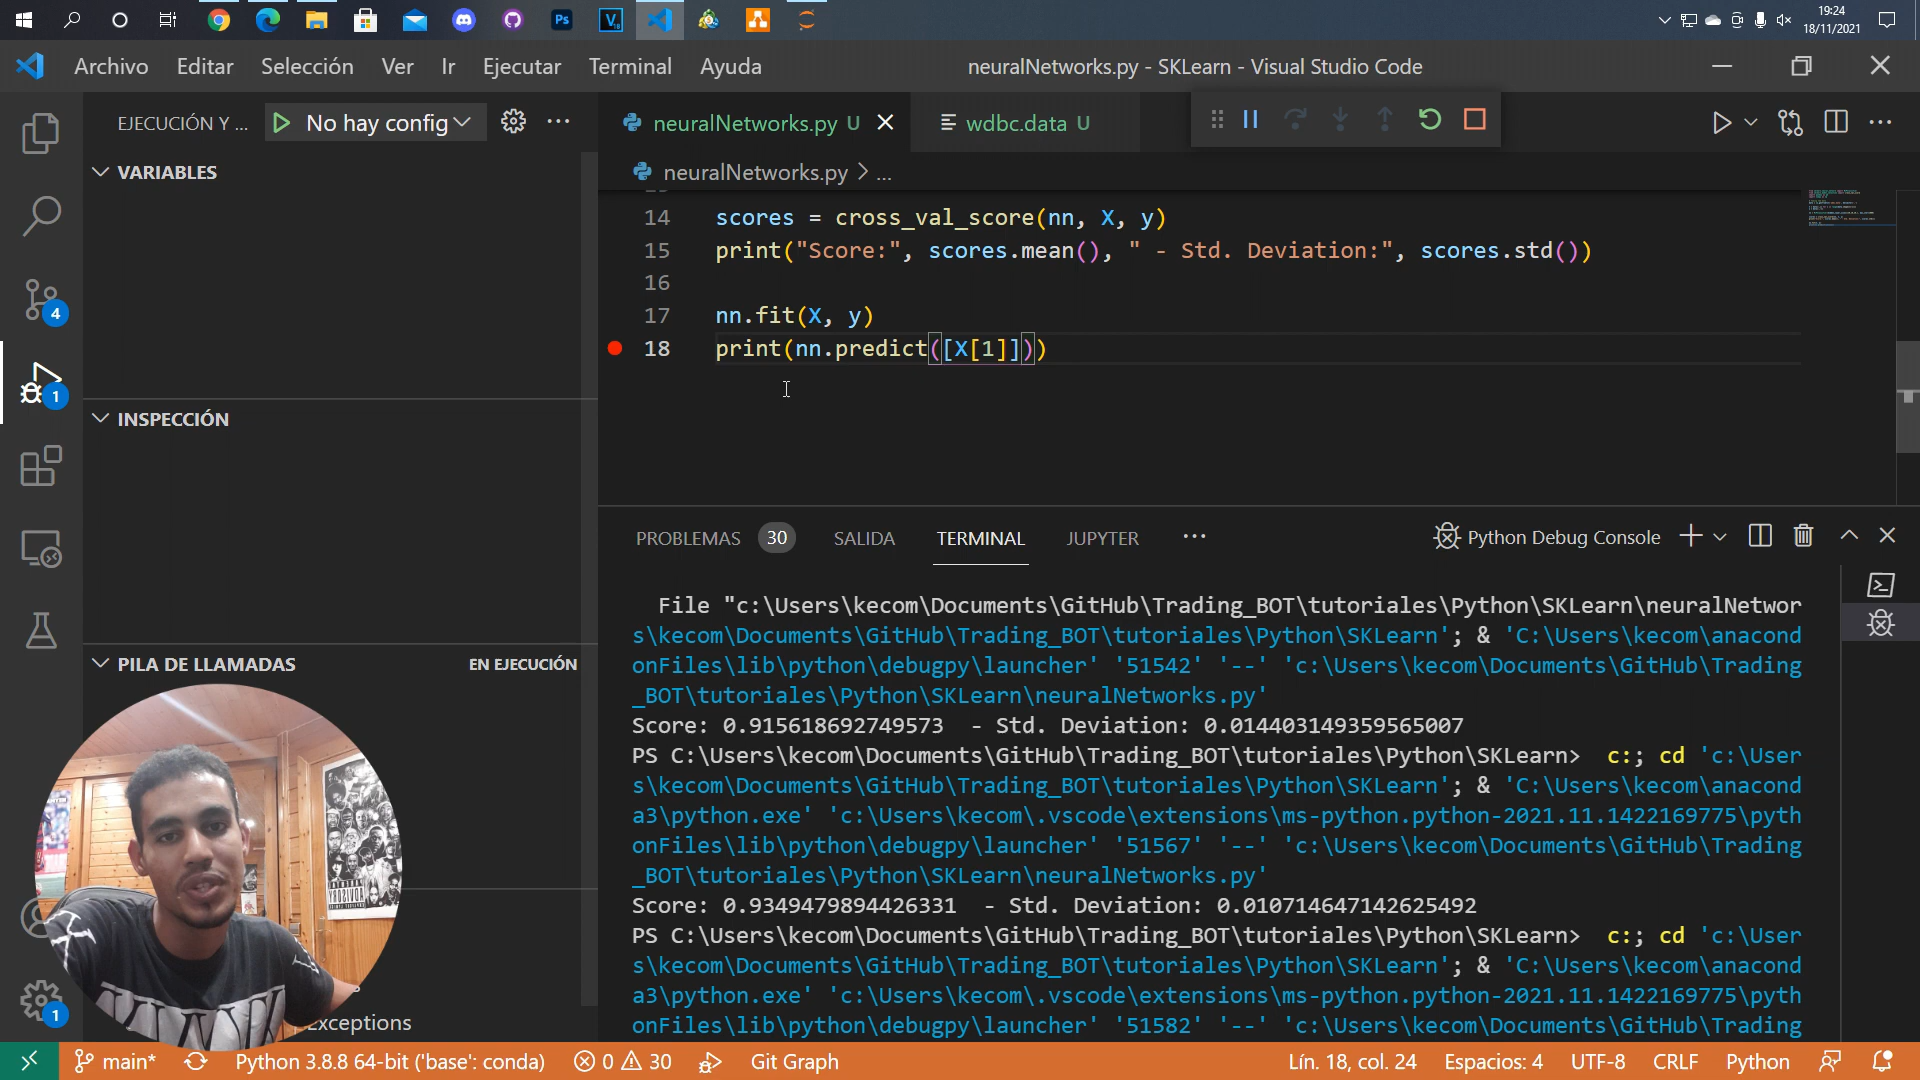 19:24
18/11/2021
Archivo Editar Selección Ver Ir Ejecutar Terminal Ayuda
neuralNetworks.py - SKLearn - Visual Studio Code
EJECUCIÓN Y ...
No hay config
neuralNetworks.py U
wdbc.data U
neuralNetworks.py > ...
VARIABLES
14 scores = cross_val_score(nn, X, y)
15 print("Score:", scores.mean(), " - Std. Deviation:", scores.std())
16
17 nn.fit(X, y)
18 print(nn.predict([X[1]]))
4
1
INSPECCIÓN
PILA DE LLAMADAS EN EJECUCIÓN
PROBLEMAS 30 SALIDA TERMINAL JUPYTER ...
Python Debug Console
File "c:\Users\kecom\Documents\GitHub\Trading_BOT\tutoriales\Python\SKLearn\neuralNetwor
s\kecom\Documents\GitHub\Trading_BOT\tutoriales\Python\SKLearn'; & 'C:\Users\kecom\anacond
onFiles\lib\python\debugpy\launcher' '51542' '--' 'c:\Users\kecom\Documents\GitHub\Trading
_BOT\tutoriales\Python\SKLearn\neuralNetworks.py'
Score: 0.915618692749573 - Std. Deviation: 0.014403149359565007
PS C:\Users\kecom\Documents\GitHub\Trading_BOT\tutoriales\Python\SKLearn> c:; cd 'c:\User
s\kecom\Documents\GitHub\Trading_BOT\tutoriales\Python\SKLearn'; & 'C:\Users\kecom\anacond
a3\python.exe' 'c:\Users\kecom\.vscode\extensions\ms-python.python-2021.11.1422169775\pyth
onFiles\lib\python\debugpy\launcher' '51567' '--' 'c:\Users\kecom\Documents\GitHub\Trading
_BOT\tutoriales\Python\SKLearn\neuralNetworks.py'
Score: 0.9349479894426331 - Std. Deviation: 0.010714647142625492
PS C:\Users\kecom\Documents\GitHub\Trading_BOT\tutoriales\Python\SKLearn> c:; cd 'c:\User
s\kecom\Documents\GitHub\Trading_BOT\tutoriales\Python\SKLearn'; & 'C:\Users\kecom\anacond
a3\python.exe' 'c:\Users\kecom\.vscode\extensions\ms-python.python-2021.11.1422169775\pyth
onFiles\lib\python\debugpy\launcher' '51582' '--' 'c:\Users\kecom\Documents\GitHub\Trading
1
Exceptions
main* Python 3.8.8 64-bit ('base': conda) 0 30 Git Graph
Lín. 18, col. 24 Espacios: 4 UTF-8 CRLF Python